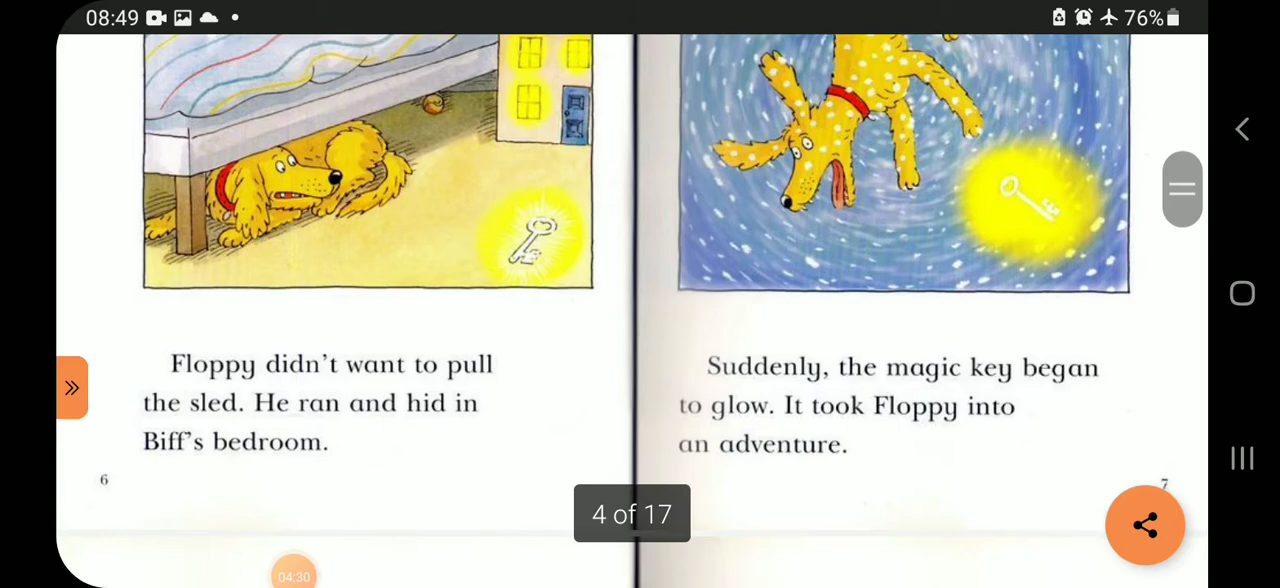 08:49
76%
Floppy didn't want to pull
the sled. He ran and hid in
Biff's bedroom.
6
Suddenly, the magic key began
to glow. It took Floppy into
an adventure.
7
4 of 17
04:30